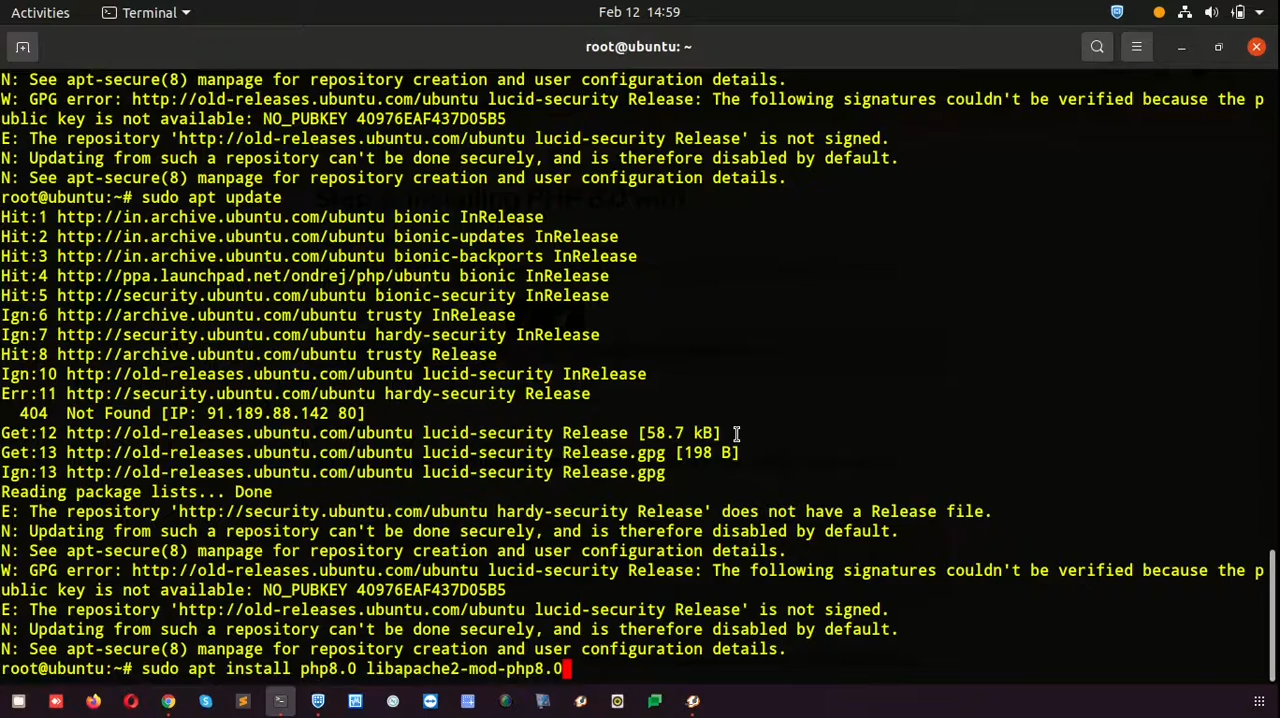 Activities
Terminal
Feb 12 14:59
root@ubuntu: ~
N: See apt-secure(8) manpage for repository creation and user configuration details.
W: GPG error: http://old-releases.ubuntu.com/ubuntu lucid-security Release: The following signatures couldn't be verified because the p
ublic key is not available: NO_PUBKEY 40976EAF437D05B5
E: The repository 'http://old-releases.ubuntu.com/ubuntu lucid-security Release' is not signed.
N: Updating from such a repository can't be done securely, and is therefore disabled by default.
N: See apt-secure(8) manpage for repository creation and user configuration details.
root@ubuntu:~# sudo apt update
Hit:1 http://in.archive.ubuntu.com/ubuntu bionic InRelease
Hit:2 http://in.archive.ubuntu.com/ubuntu bionic-updates InRelease
Hit:3 http://in.archive.ubuntu.com/ubuntu bionic-backports InRelease
Hit:4 http://ppa.launchpad.net/ondrej/php/ubuntu bionic InRelease
Hit:5 http://security.ubuntu.com/ubuntu bionic-security InRelease
Ign:6 http://archive.ubuntu.com/ubuntu trusty InRelease
Ign:7 http://security.ubuntu.com/ubuntu hardy-security InRelease
Hit:8 http://archive.ubuntu.com/ubuntu trusty Release
Ign:10 http://old-releases.ubuntu.com/ubuntu lucid-security InRelease
Err:11 http://security.ubuntu.com/ubuntu hardy-security Release
404 Not Found [IP: 91.189.88.142 80]
Get:12 http://old-releases.ubuntu.com/ubuntu lucid-security Release [58.7 kB]
Get:13 http://old-releases.ubuntu.com/ubuntu lucid-security Release.gpg [198 B]
Ign:13 http://old-releases.ubuntu.com/ubuntu lucid-security Release.gpg
Reading package lists... Done
E: The repository 'http://security.ubuntu.com/ubuntu hardy-security Release' does not have a Release file.
N: Updating from such a repository can't be done securely, and is therefore disabled by default.
N: See apt-secure(8) manpage for repository creation and user configuration details.
W: GPG error: http://old-releases.ubuntu.com/ubuntu lucid-security Release: The following signatures couldn't be verified because the p
ublic key is not available: NO_PUBKEY 40976EAF437D05B5
E: The repository 'http://old-releases.ubuntu.com/ubuntu lucid-security Release' is not signed.
N: Updating from such a repository can't be done securely, and is therefore disabled by default.
N: See apt-secure(8) manpage for repository creation and user configuration details.
root@ubuntu:~# sudo apt install php8.0 libapache2-mod-php8.0